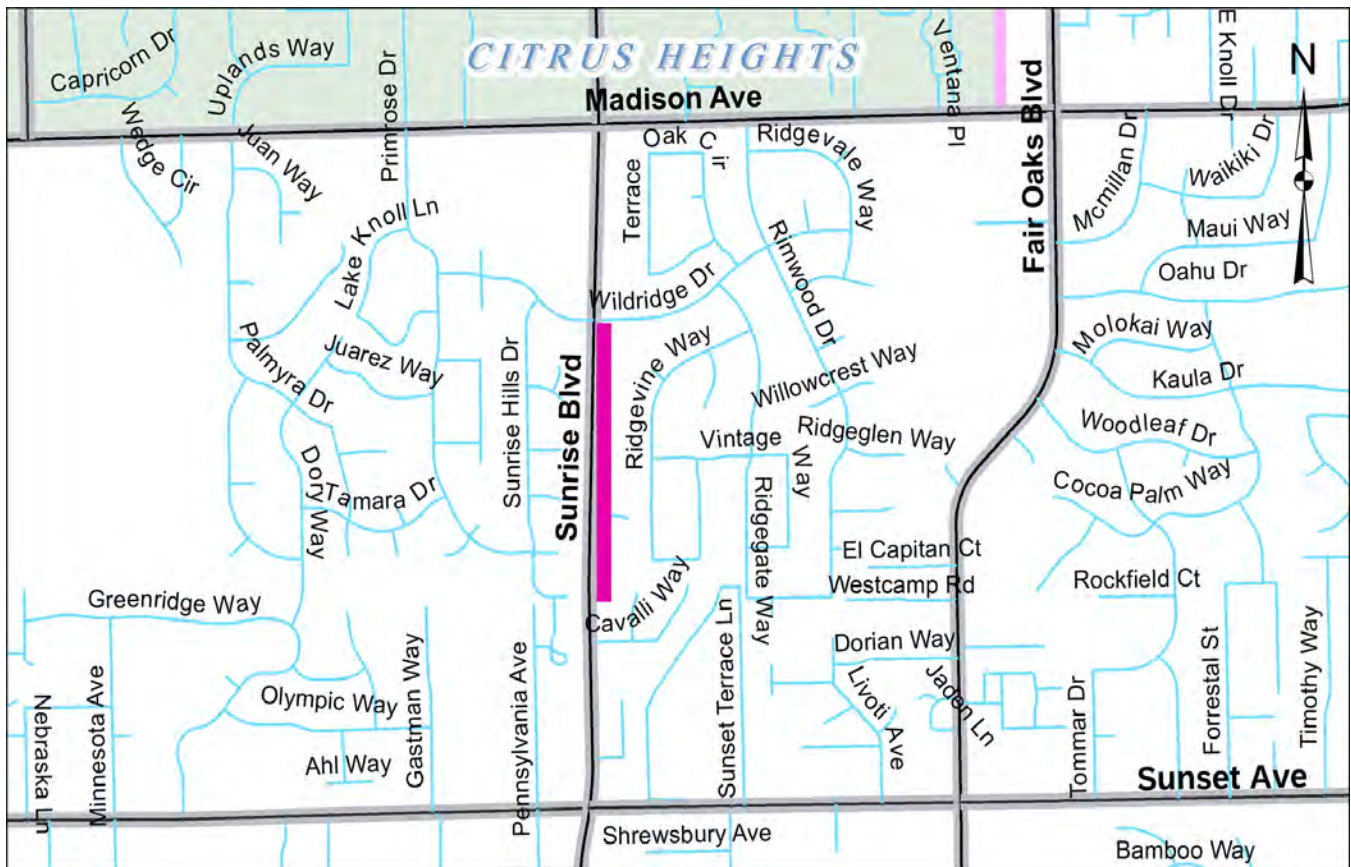 Capricorn Dr
Uplands Way
Primrose Dr
CITRUS HEIGHTS
Ventana Pl
E Knoll Dr
N
Madison Ave
Fair Oaks Blvd
Wedge Cir
Juan Way
Terrace
Oak Cir
Ridgevale Way
Mcmillan Dr
Waikiki Dr
Maui Way
Oahu Dr
Lake Knoll Ln
Wildridge Dr
Rimwood Dr
Molokai Way
Kaula Dr
Palmyra Dr
Juarez Way
Sunrise Hills Dr
Sunrise Blvd
Ridgevine Way
Willowcrest Way
Woodleaf Dr
Vintage Way
Ridgeglen Way
Cocoa Palm Way
Dory Way
Tamara Dr
Ridgegate Way
El Capitan Ct
Westcamp Rd
Rockfield Ct
Greenridge Way
Cavalli Way
Dorian Way
Nebraska Ln
Minnesota Ave
Olympic Way
Gastman Way
Pennsylvania Ave
Sunset Terrace Ln
Livoti Ave
Jaden Ln
Tommar Dr
Forrestal St
Timothy Way
Ahl Way
Sunset Ave
Shrewsbury Ave
Bamboo Way